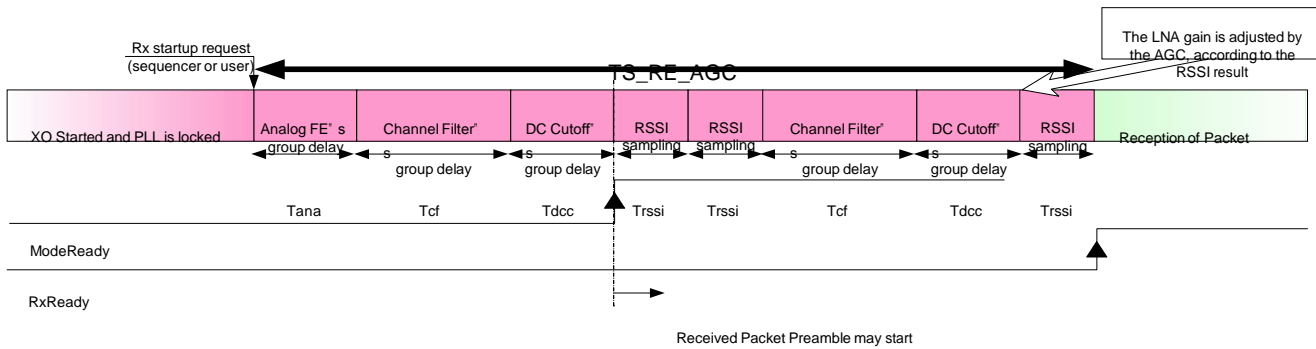 Rx startup request
(sequencer or user)
TS_RE_AGC
The LNA gain is adjusted by
the AGC, according to the
RSSI result
XO Started and PLL is locked
Analog FE" s
group delay
Channel Filter"
s
group delay
DC Cutoff"
s
group delay
RSSI
sampling
RSSI
sampling
Channel Filter"
s
group delay
DC Cutoff"
s
group delay
RSSI
sampling
Reception of Packet
Tana
Tcf
Tdcc
Trssi
Trssi
Tcf
Tdcc
Trssi
ModeReady
RxReady
Received Packet Preamble may start